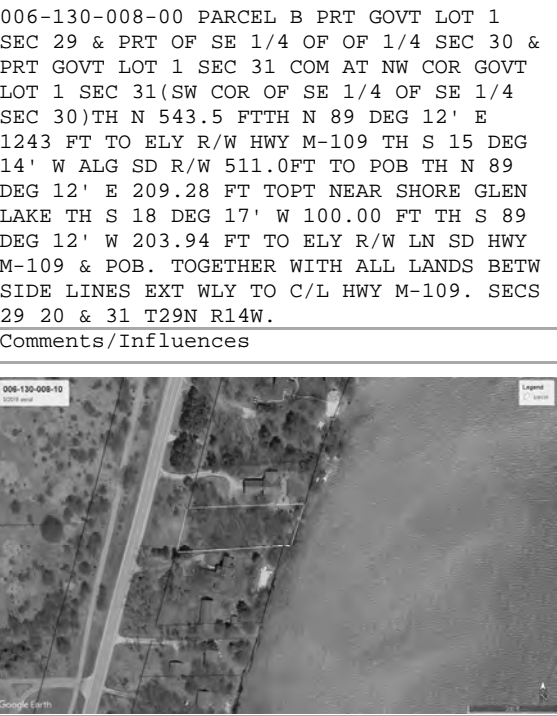 006-130-008-00 PARCEL B PRT GOVT LOT 1
SEC 29 & PRT OF SE 1/4 OF OF 1/4 SEC 30 &
PRT GOVT LOT 1 SEC 31 COM AT NW COR GOVT
LOT 1 SEC 31(SW COR OF SE 1/4 OF SE 1/4
SEC 30)TH N 543.5 FTTH N 89 DEG 12' E
1243 FT TO ELY R/W HWY M-109 TH S 15 DEG
14' W ALG SD R/W 511.0FT TO POB TH N 89
DEG 12' E 209.28 FT TOPT NEAR SHORE GLEN
LAKE TH S 18 DEG 17' W 100.00 FT TH S 89
DEG 12' W 203.94 FT TO ELY R/W LN SD HWY
M-109 & POB. TOGETHER WITH ALL LANDS BETW
SIDE LINES EXT WLY TO C/L HWY M-109. SECS
29 20 & 31 T29N R14W.
Comments/Influences
006-130-008-10
Legend
Google Earth